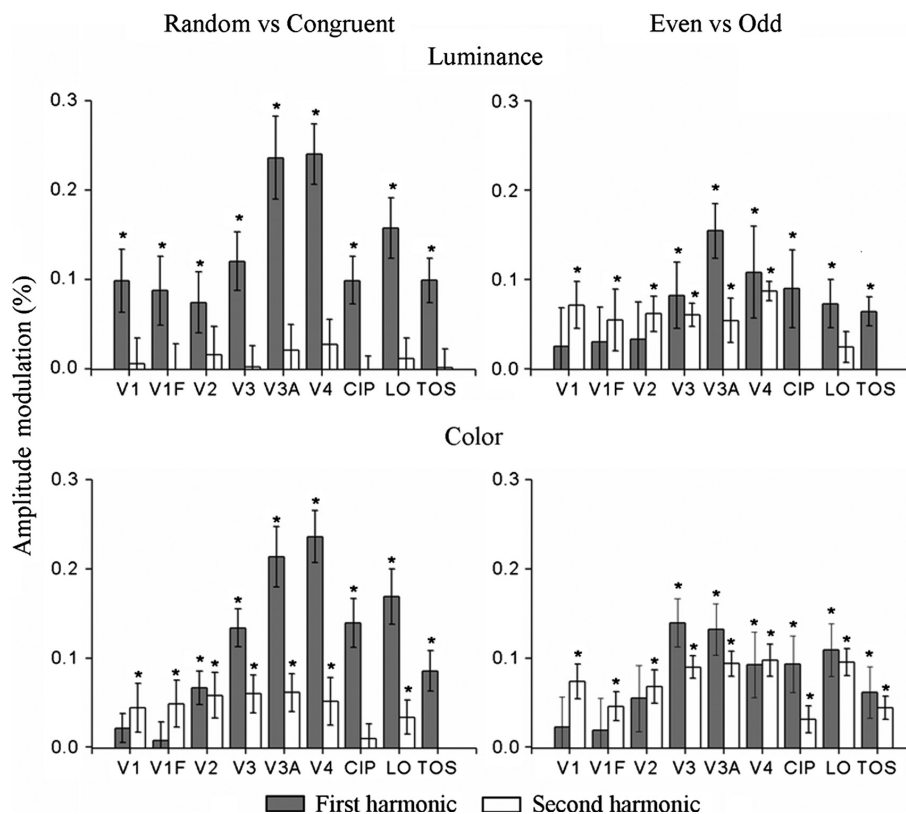 Random vs Congruent
Even vs Odd
Luminance
Amplitude modulation (%)
0.3
0.2
0.1
0.0
* * * * * * * * *
V1 V1F V2 V3 V3A V4 CIP LO TOS
0.3
0.2
0.1
0.0
* * * * * * * * * * * *
V1 V1F V2 V3 V3A V4 CIP LO TOS
Color
0.3
0.2
0.1
0.0
* * * * * * * * * * * * * *
V1 V1F V2 V3 V3A V4 CIP LO TOS
0.3
0.2
0.1
0.0
* * * * * * * * * * * * * * *
V1 V1F V2 V3 V3A V4 CIP LO TOS
First harmonic Second harmonic